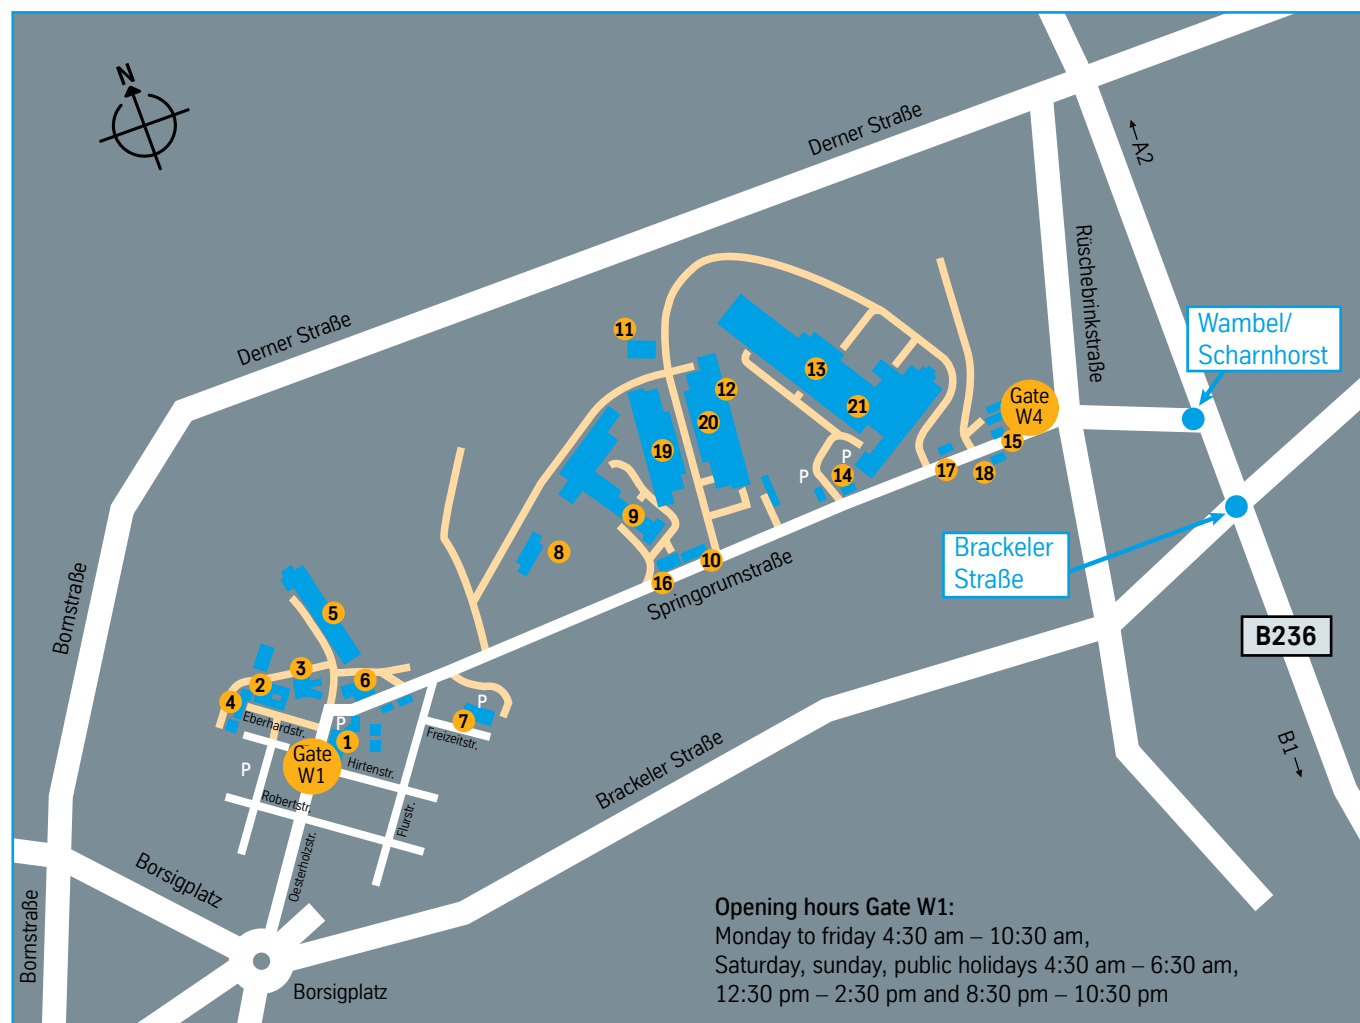 N
Derner Straße
←A2
Derner Straße
Rüschebrinkstraße
Wambel/
Scharnhorst
11
13
12
21
20
Gate
W4
19
15
P
P
14
17
18
9
8
10
16
Springorumstraße
Brackeler
Straße
Bornstraße
5
B236
3
6
2
4
P
7
Eberhardstr.
P
1
Freizeitstr.
Gate
W1
Hirtenstr.
P
B1→
Brackeler Straße
Robertstr.
Flurstr.
Oesterholzstr.
Borsigplatz
Bornstraße
Borsigplatz
Opening hours Gate W1:
Monday to friday 4:30 am – 10:30 am,
Saturday, sunday, public holidays 4:30 am – 6:30 am,
12:30 pm – 2:30 pm and 8:30 pm – 10:30 pm